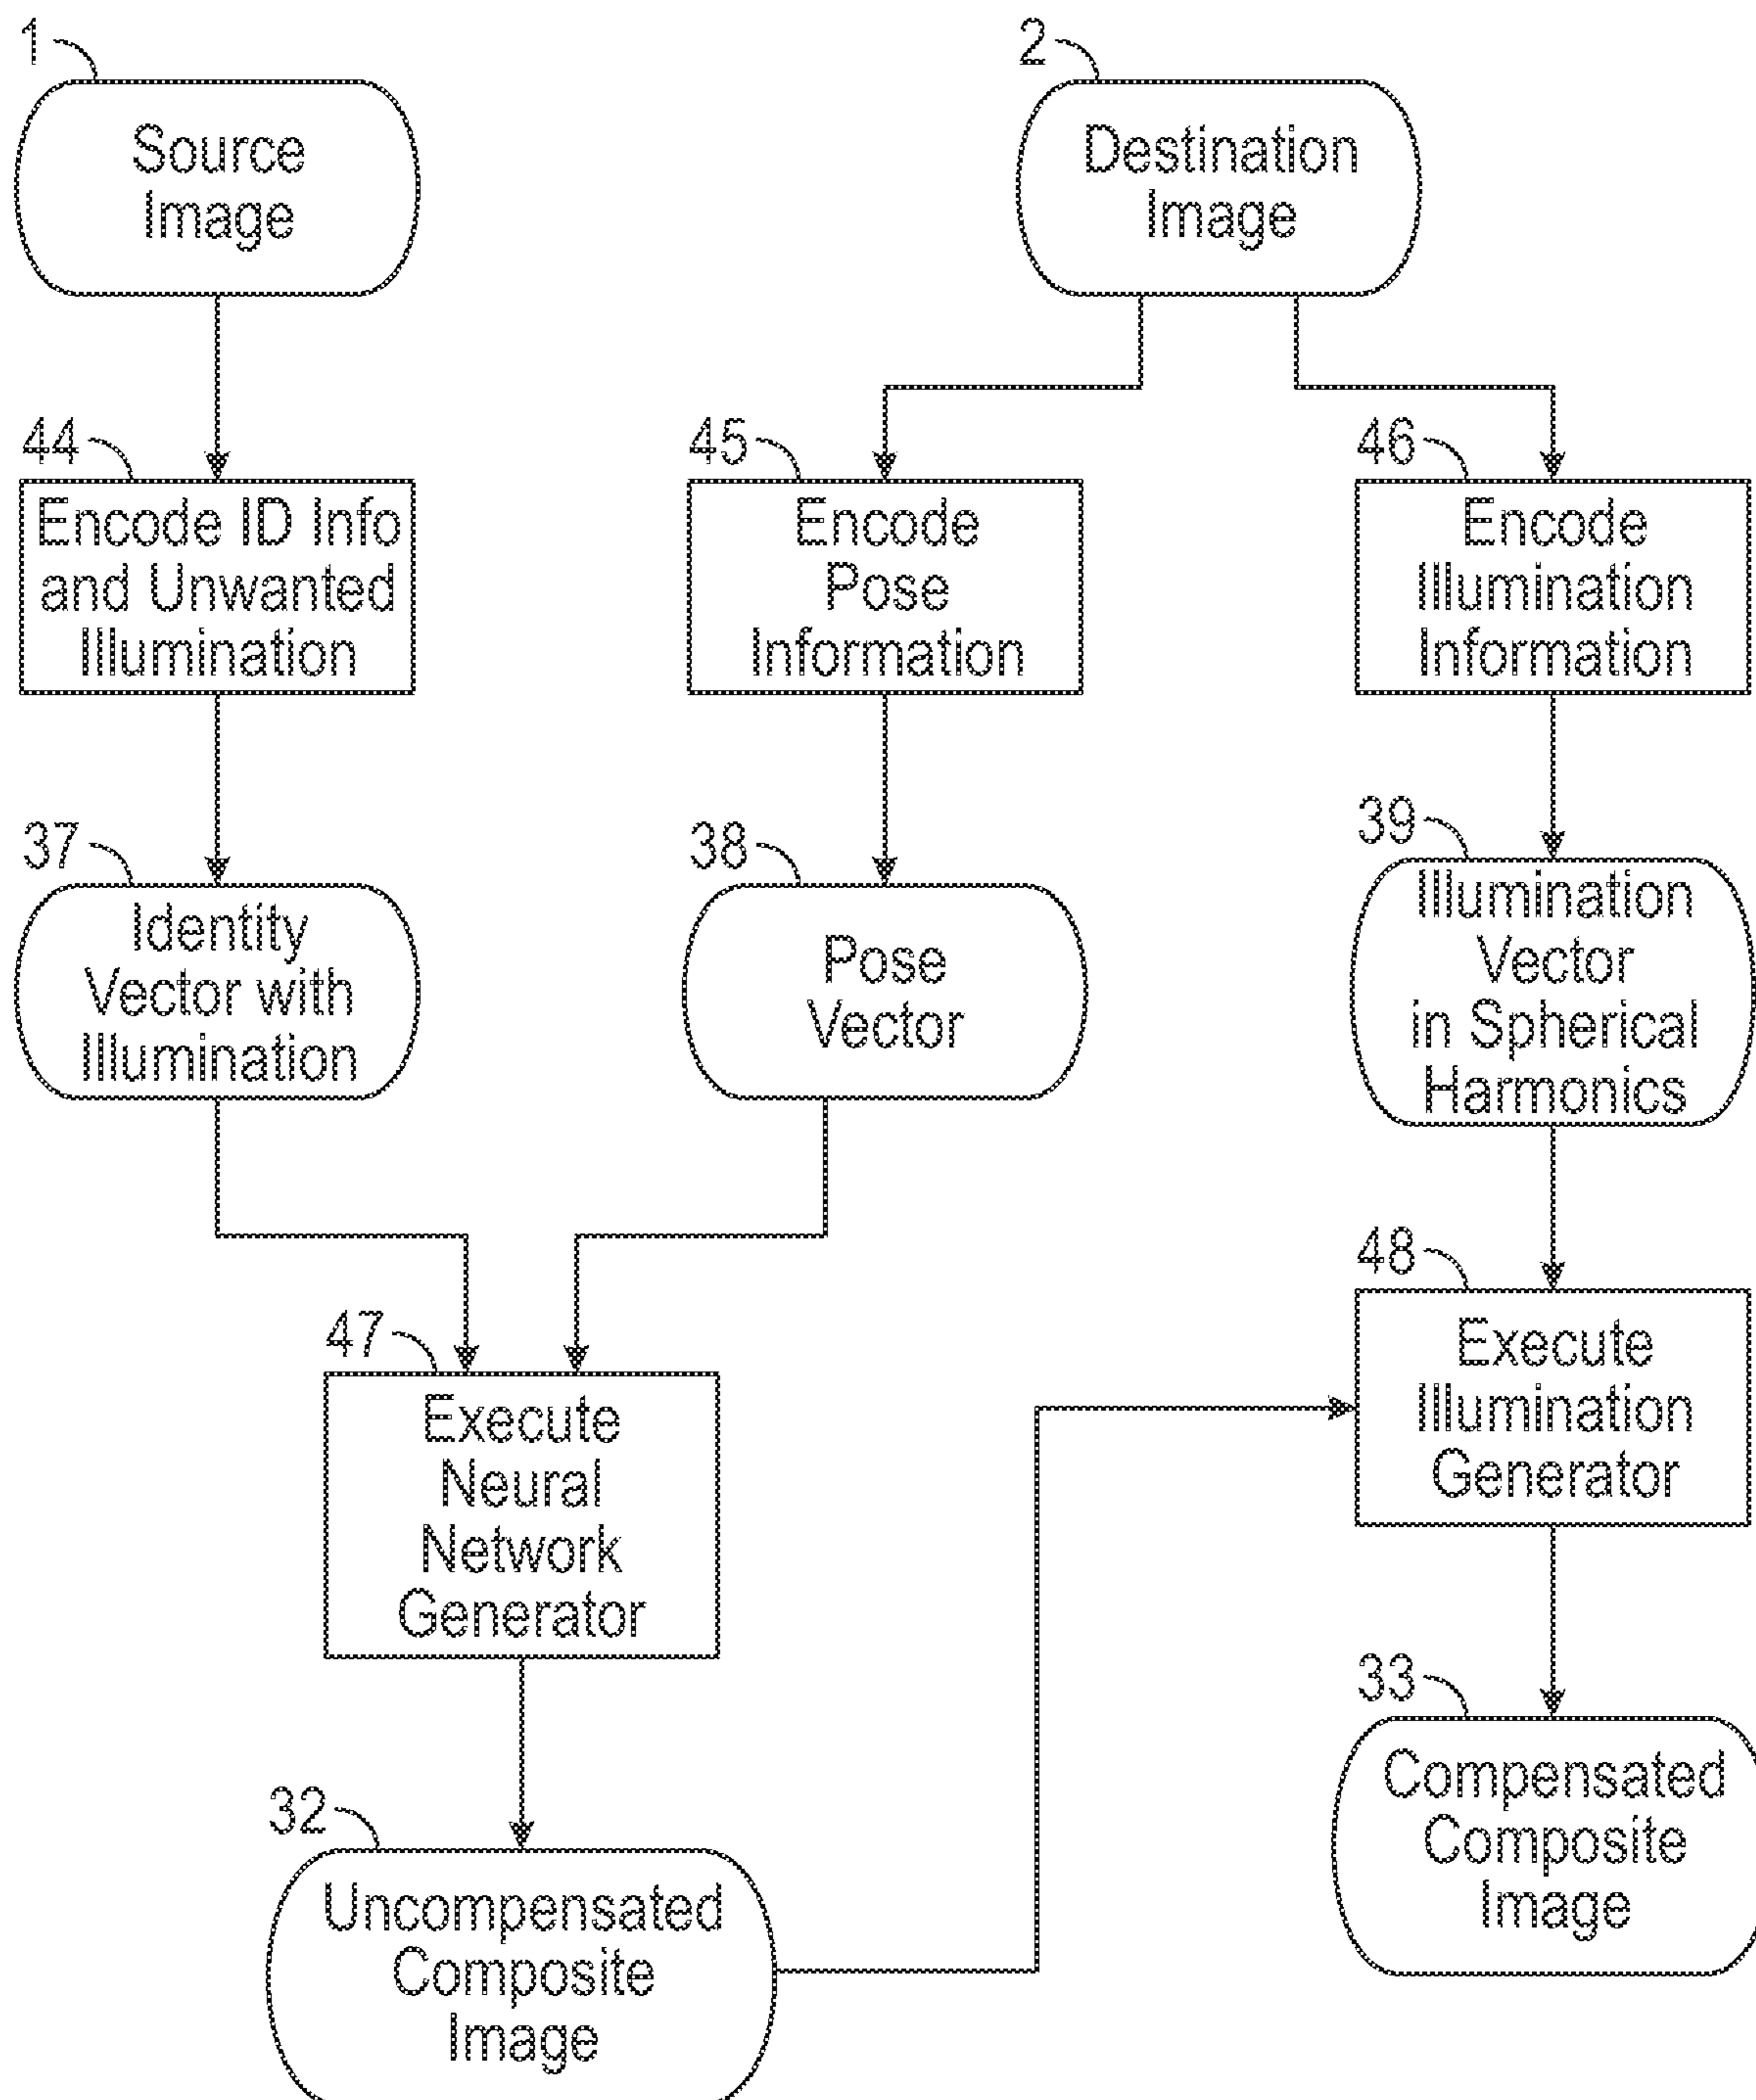 1
Source
Image
2
Destination
Image
44
Encode ID Info
and Unwanted
Illumination
45
Encode
Pose
Information
46
Encode
Illumination
Information
37
Identity
Vector with
Illumination
38
Pose
Vector
39
Illumination
Vector
in Spherical
Harmonics
47
Execute
Neural
Network
Generator
48
Execute
Illumination
Generator
32
Uncompensated
Composite
Image
33
Compensated
Composite
Image